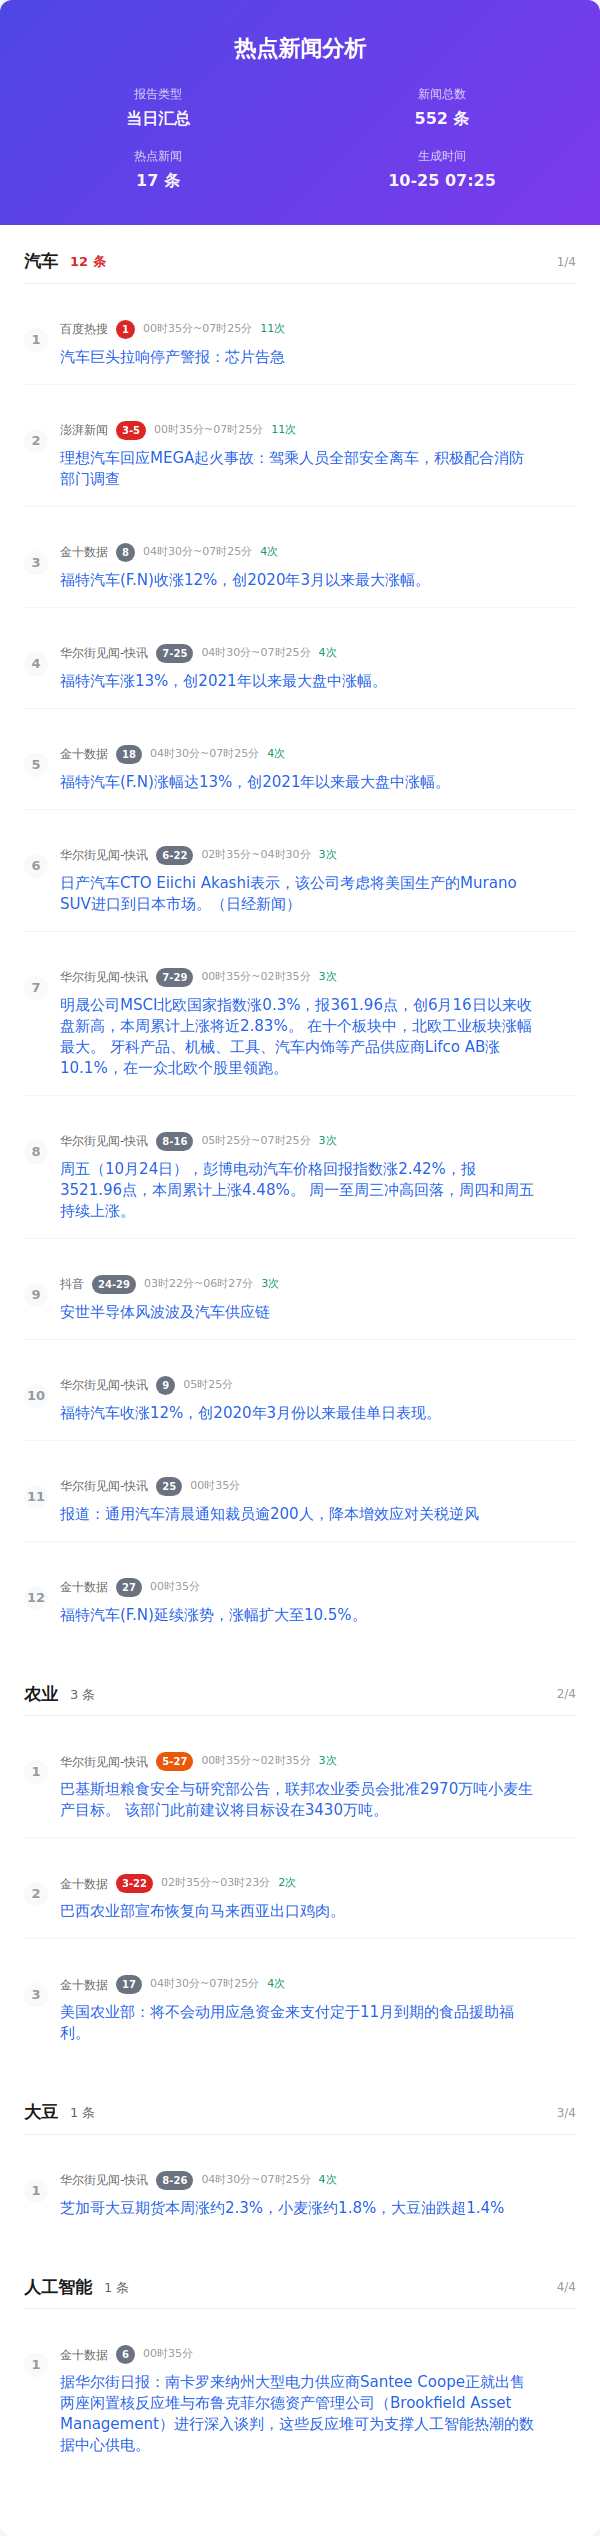 热点新闻分析
报告类型
当日汇总
新闻总数
552 条
热点新闻
17 条
生成时间
10-25 07:25
汽车 12 条 1/4
1
百度热搜 1 00时35分~07时25分 11次
汽车巨头拉响停产警报：芯片告急
2
澎湃新闻 3-5 00时35分~07时25分 11次
理想汽车回应MEGA起火事故：驾乘人员全部安全离车，积极配合消防
部门调查
3
金十数据 8 04时30分~07时25分 4次
福特汽车(F.N)收涨12%，创2020年3月以来最大涨幅。
4
华尔街见闻-快讯 7-25 04时30分~07时25分 4次
福特汽车涨13%，创2021年以来最大盘中涨幅。
5
金十数据 18 04时30分~07时25分 4次
福特汽车(F.N)涨幅达13%，创2021年以来最大盘中涨幅。
6
华尔街见闻-快讯 6-22 02时35分~04时30分 3次
日产汽车CTO Eiichi Akashi表示，该公司考虑将美国生产的Murano
SUV进口到日本市场。（日经新闻）
7
华尔街见闻-快讯 7-29 00时35分~02时35分 3次
明晟公司MSCI北欧国家指数涨0.3%，报361.96点，创6月16日以来收
盘新高，本周累计上涨将近2.83%。 在十个板块中，北欧工业板块涨幅
最大。 牙科产品、机械、工具、汽车内饰等产品供应商Lifco AB涨
10.1%，在一众北欧个股里领跑。
8
华尔街见闻-快讯 8-16 05时25分~07时25分 3次
周五（10月24日），彭博电动汽车价格回报指数涨2.42%，报
3521.96点，本周累计上涨4.48%。 周一至周三冲高回落，周四和周五
持续上涨。
9
抖音 24-29 03时22分~06时27分 3次
安世半导体风波波及汽车供应链
10
华尔街见闻-快讯 9 05时25分
福特汽车收涨12%，创2020年3月份以来最佳单日表现。
11
华尔街见闻-快讯 25 00时35分
报道：通用汽车清晨通知裁员逾200人，降本增效应对关税逆风
12
金十数据 27 00时35分
福特汽车(F.N)延续涨势，涨幅扩大至10.5%。
农业 3 条 2/4
1
华尔街见闻-快讯 5-27 00时35分~02时35分 3次
巴基斯坦粮食安全与研究部公告，联邦农业委员会批准2970万吨小麦生
产目标。 该部门此前建议将目标设在3430万吨。
2
金十数据 3-22 02时35分~03时23分 2次
巴西农业部宣布恢复向马来西亚出口鸡肉。
3
金十数据 17 04时30分~07时25分 4次
美国农业部：将不会动用应急资金来支付定于11月到期的食品援助福
利。
大豆 1 条 3/4
1
华尔街见闻-快讯 8-26 04时30分~07时25分 4次
芝加哥大豆期货本周涨约2.3%，小麦涨约1.8%，大豆油跌超1.4%
人工智能 1 条 4/4
1
金十数据 6 00时35分
据华尔街日报：南卡罗来纳州大型电力供应商Santee Coope正就出售
两座闲置核反应堆与布鲁克菲尔德资产管理公司（Brookfield Asset
Management）进行深入谈判，这些反应堆可为支撑人工智能热潮的数
据中心供电。